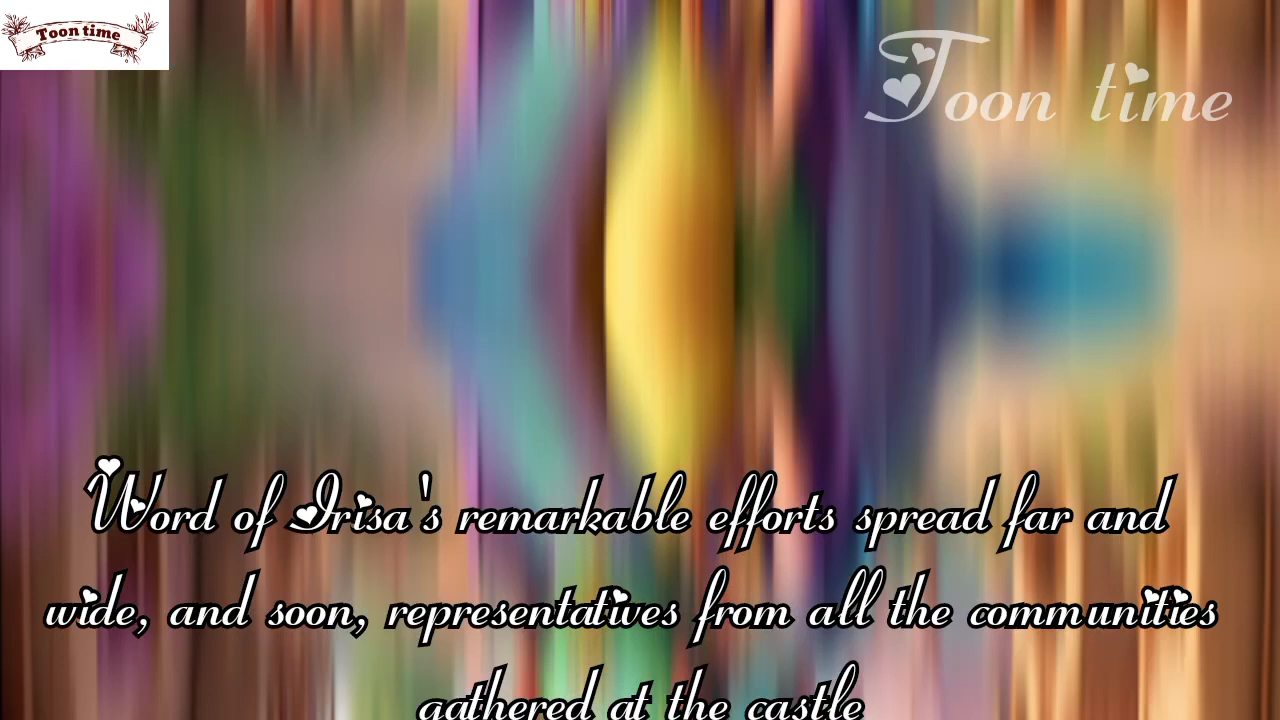 Toon time
Toon time
Word of Irisa's remarkable efforts spread far and
wide, and soon, representatives from all the communities
gathered at the castle